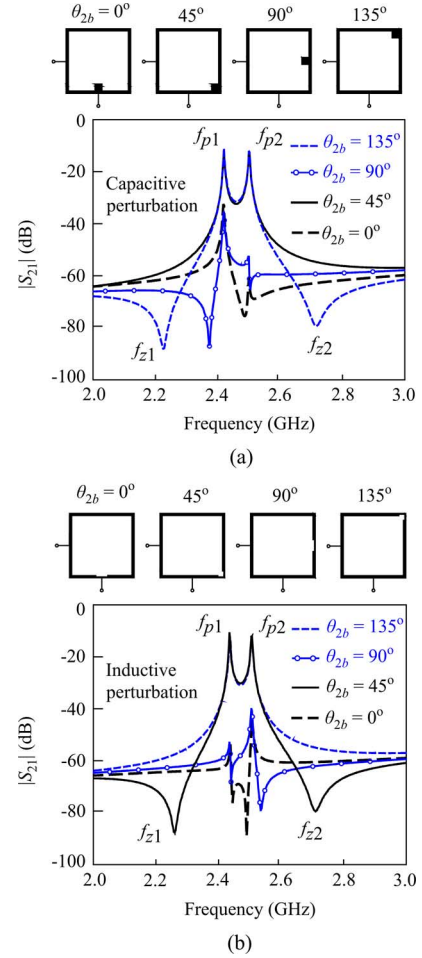 θ2b = 0° 45° 90° 135°
0
fp1 fp2
θ2b = 135°
-20
θ2b = 90°
Capacitive
perturbation
θ2b = 45°
-40
θ2b = 0°
|S21| (dB)
-60
-80
fz1 fz2
-100
2.0 2.2 2.4 2.6 2.8 3.0
Frequency (GHz)
(a)
θ2b = 0° 45° 90° 135°
0
fp1 fp2
θ2b = 135°
-20
θ2b = 90°
Inductive
perturbation
θ2b = 45°
-40
θ2b = 0°
|S21| (dB)
-60
-80
fz1 fz2
-100
2.0 2.2 2.4 2.6 2.8 3.0
Frequency (GHz)
(b)